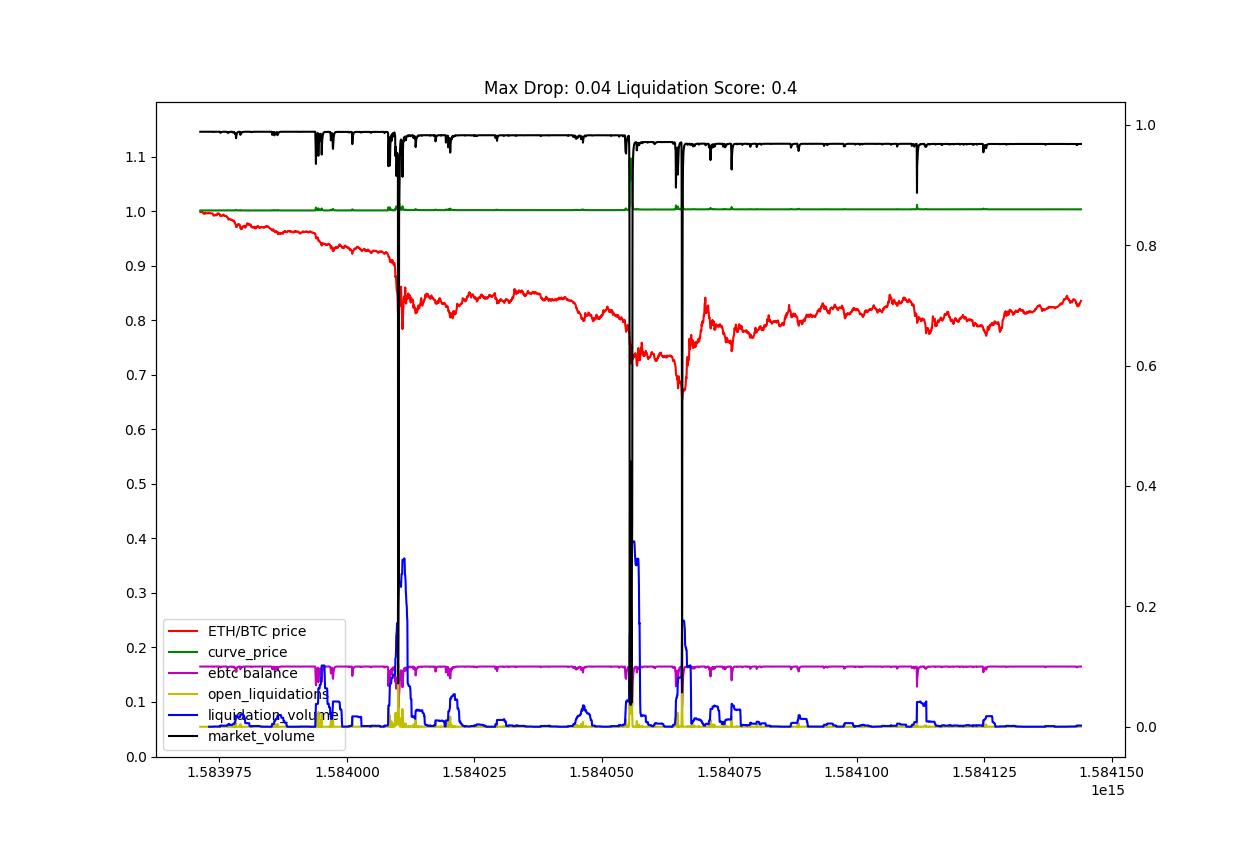 Max Drop: 0.04 Liquidation Score: 0.4
1.1
1.0
0.9
0.8
0.7
0.6
0.5
0.4
0.3
0.2
0.1
0.0
1.0
0.8
0.6
0.4
0.2
0.0
ETH/BTC price
curve_price
ebtc balance
open_liquidations
liquidation_volume
market_volume
1.583975 1.584000 1.584025 1.584050 1.584075 1.584100 1.584125 1.584150
1e15